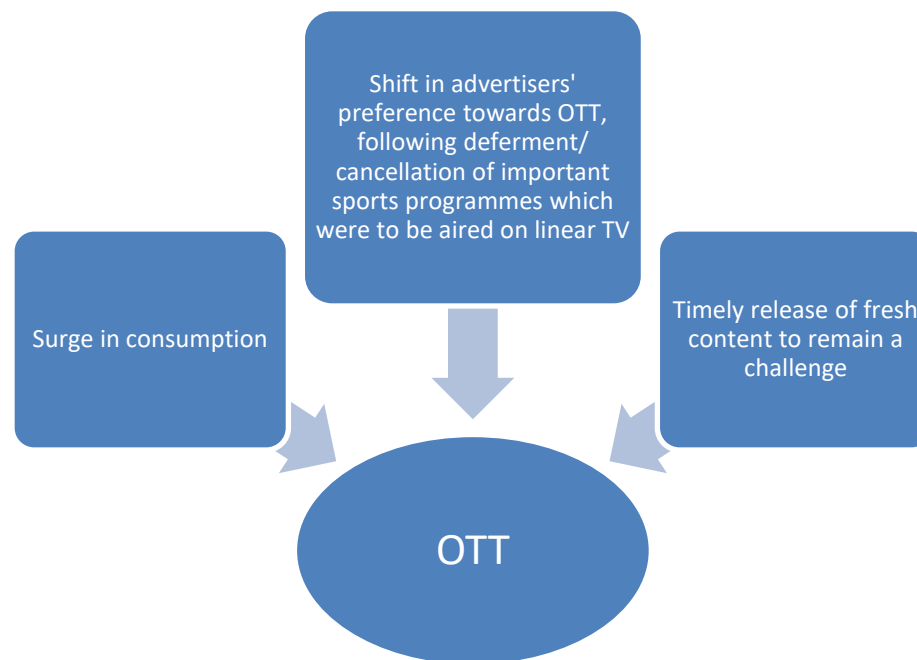 Shift in advertisers'
preference towards OTT,
following deferment/
cancellation of important
sports programmes which
were to be aired on linear TV
Surge in consumption
Timely release of fresh
content to remain a
challenge
OTT